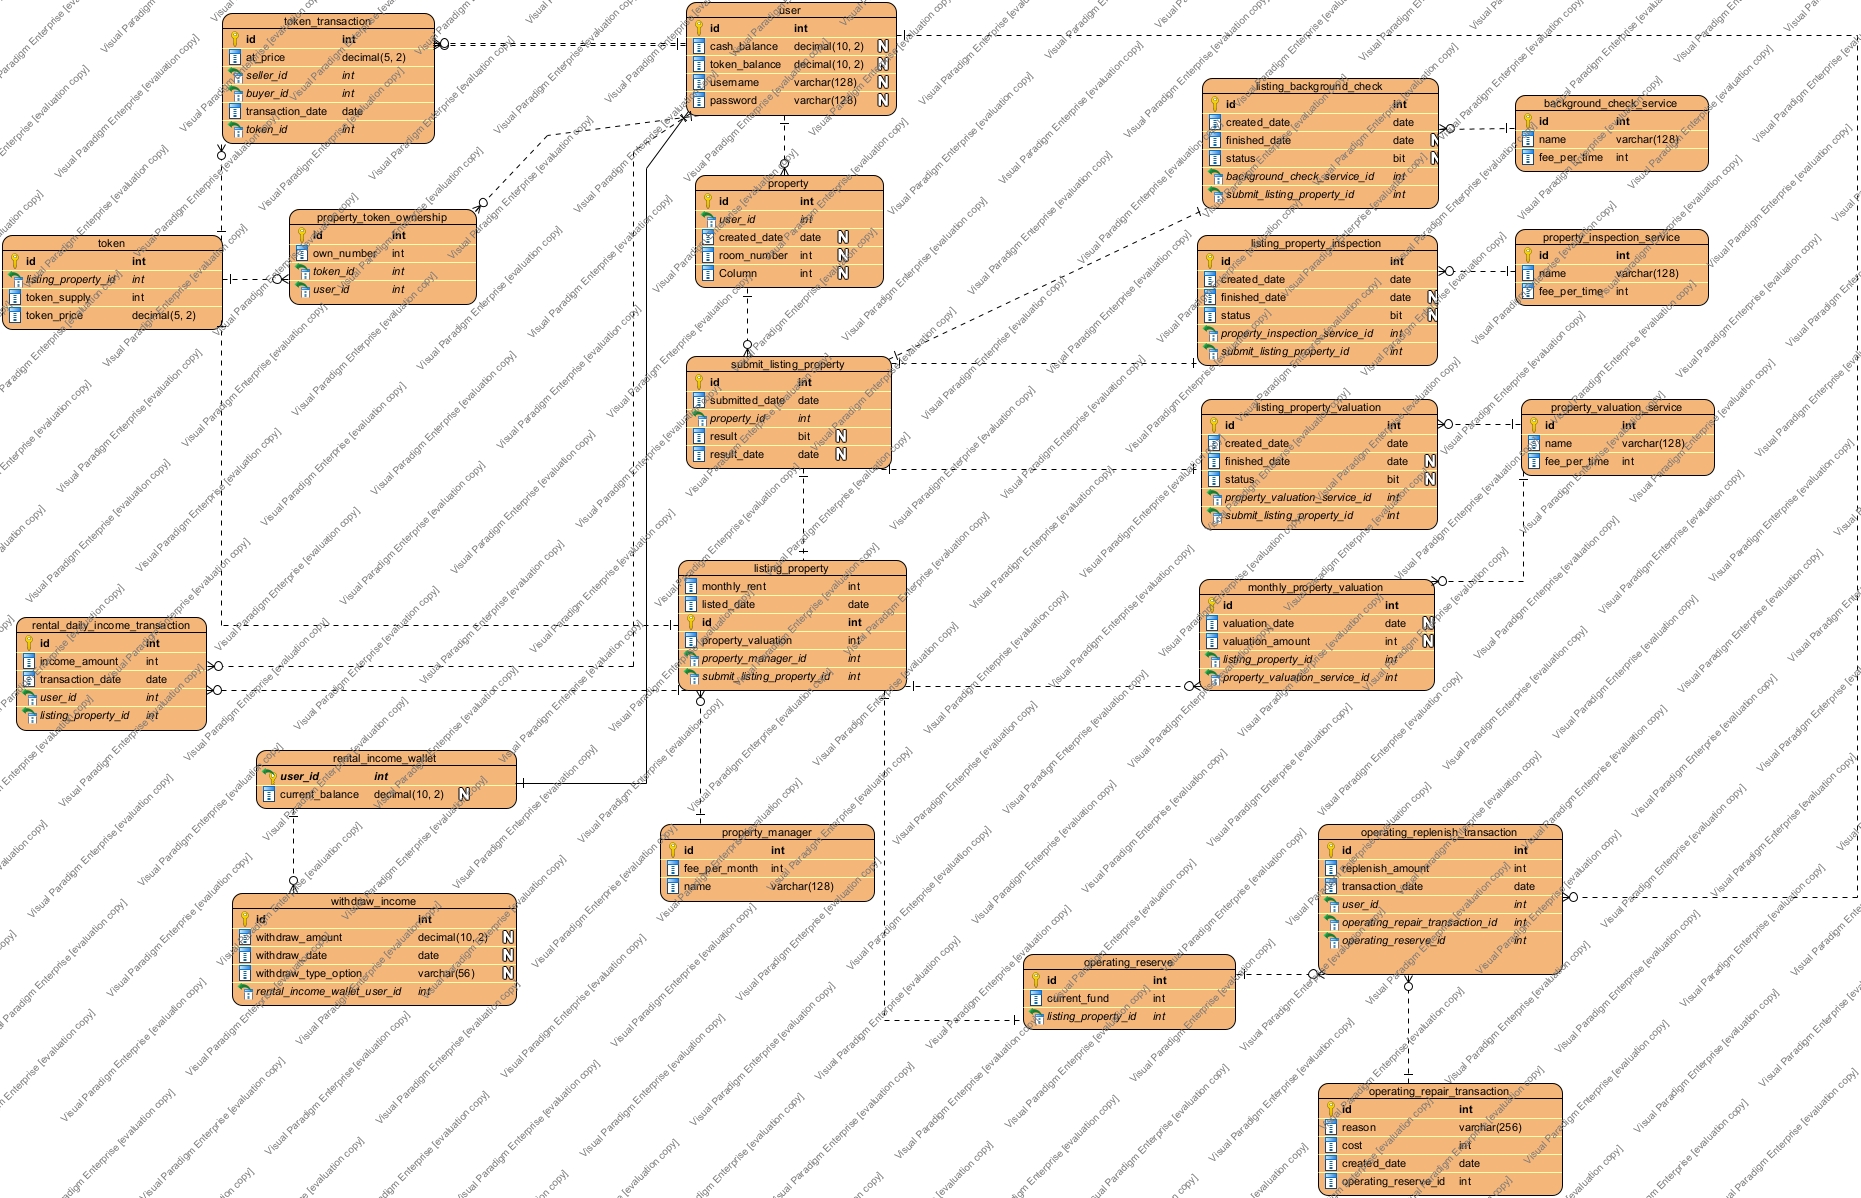 token_transaction
id int
at_price decimal(5, 2)
seller_id int
buyer_id int
transaction_date date
token_id int
user
id int
cash_balance decimal(10, 2) N
token_balance decimal(10, 2) N
username varchar(128) N
password varchar(128) N
listing_background_check
id int
created_date date
finished_date date N
status bit N
background_check_service_id int
submit_listing_property_id int
background_check_service
id int
name varchar(128)
fee_per_time int
property
id int
user_id int
created_date date N
room_number int N
Column int N
property_token_ownership
id int
own_number int
token_id int
user_id int
token
id int
listing_property_id int
token_supply int
token_price decimal(5, 2)
listing_property_inspection
id int
created_date date
finished_date date N
status bit N
property_inspection_service_id int
submit_listing_property_id int
property_inspection_service
id int
name varchar(128)
fee_per_time int
submit_listing_property
id int
submitted_date date
property_id int
result bit N
result_date date N
listing_property_valuation
id int
created_date date
finished_date date N
status bit N
property_valuation_service_id int
submit_listing_property_id int
property_valuation_service
id int
name varchar(128)
fee_per_time int
listing_property
monthly_rent int
listed_date date
id int
property_valuation int
property_manager_id int
submit_listing_property_id int
monthly_property_valuation
id int
valuation_date date N
valuation_amount int N
listing_property_id int
property_valuation_service_id int
rental_daily_income_transaction
id int
income_amount int
transaction_date date
user_id int
listing_property_id int
rental_income_wallet
user_id int
current_balance decimal(10, 2) N
property_manager
id int
fee_per_month int
name varchar(128)
operating_replenish_transaction
id int
replenish_amount int
transaction_date date
user_id int
operating_repair_transaction_id int
operating_reserve_id int
withdraw_income
id int
withdraw_amount decimal(10, 2) N
withdraw_date date N
withdraw_type_option varchar(56) N
rental_income_wallet_user_id int
operating_reserve
id int
current_fund int
listing_property_id int
operating_repair_transaction
id int
reason varchar(256)
cost int
created_date date
operating_reserve_id int
Visual Paradigm Enterprise [evaluation copy]